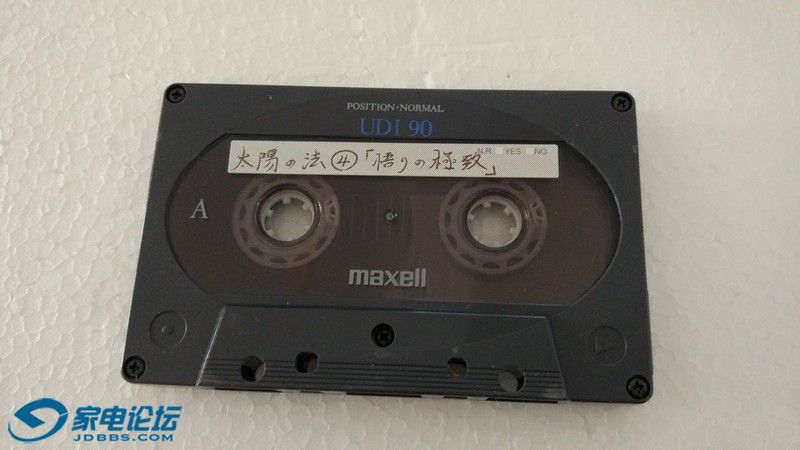 POSITION·NORMAL
UDI 90
N.R YES NO
太陽の法④「悟りの極致」
A
maxell
家电论坛
JDBBS.COM